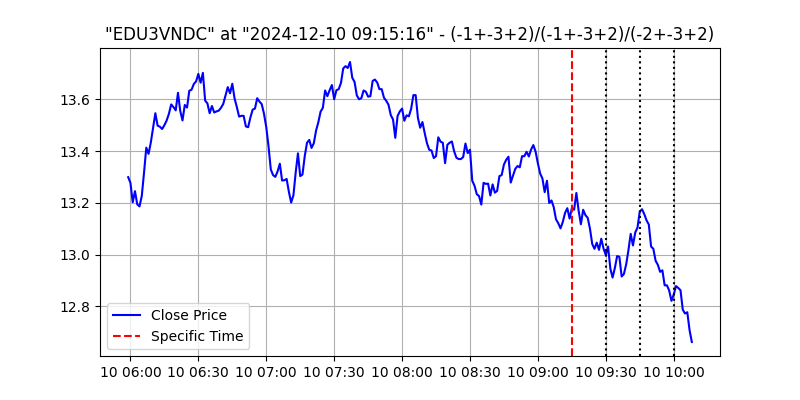 "EDU3VNDC" at "2024-12-10 09:15:16" - (-1+-3+2)/(-1+-3+2)/(-2+-3+2)
13.6
13.4
13.2
13.0
12.8
Close Price
Specific Time
10 06:00 10 06:30 10 07:00 10 07:30 10 08:00 10 08:30 10 09:00 10 09:30 10 10:00